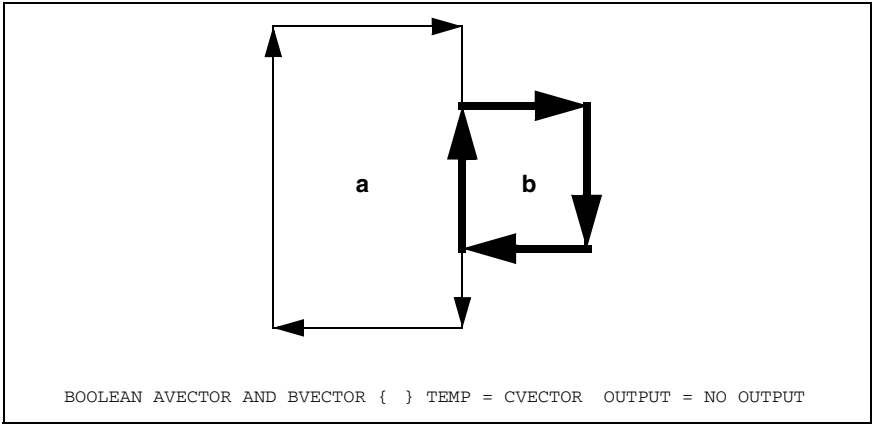 a
b
BOOLEAN AVECTOR AND BVECTOR { } TEMP = CVECTOR OUTPUT = NO OUTPUT